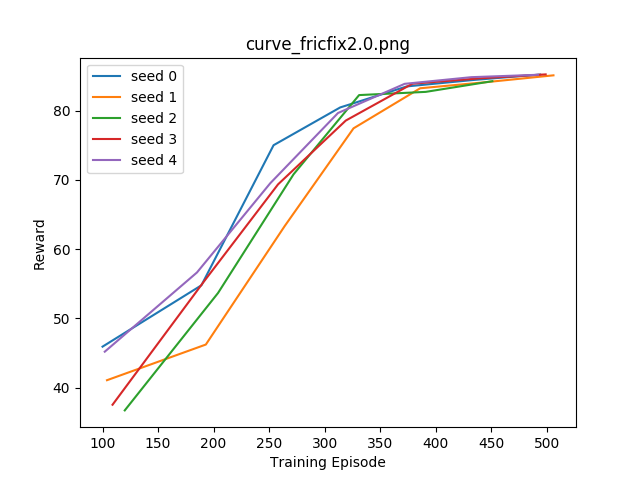 curve_fricfix2.0.png
seed 0
seed 1
seed 2
seed 3
seed 4
Reward
80
70
60
50
40
100 150 200 250 300 350 400 450 500
Training Episode